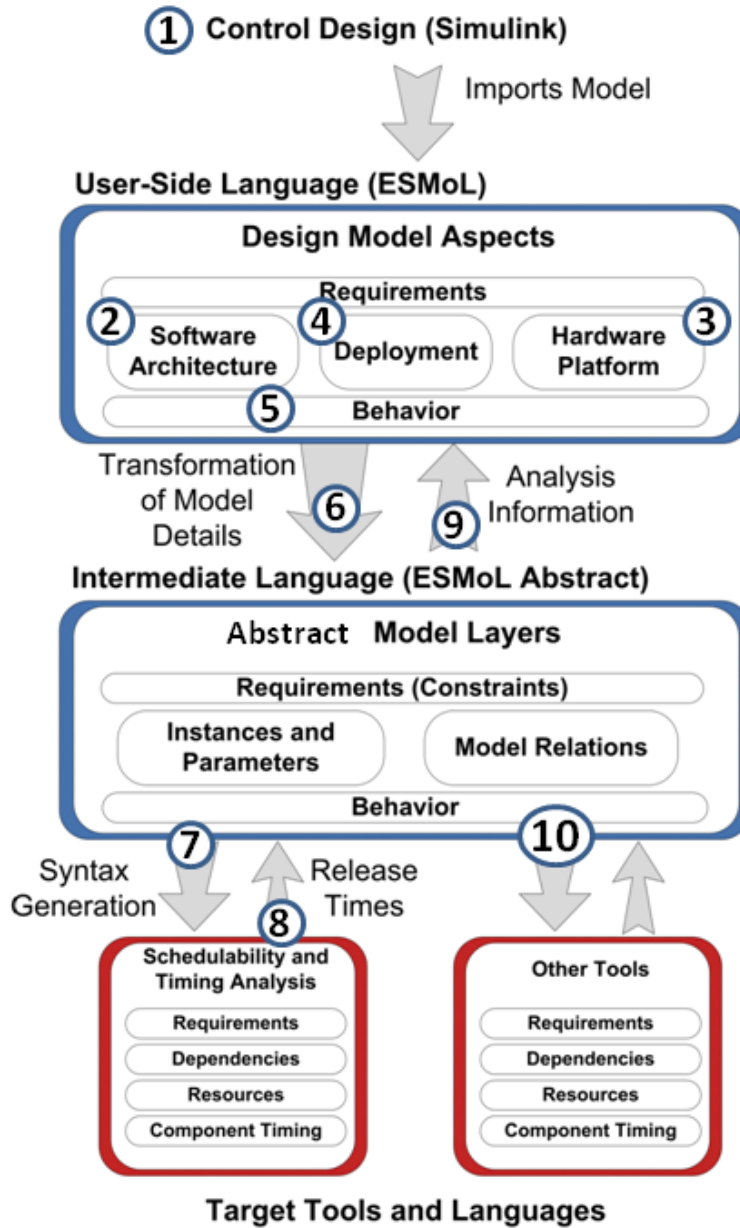 1 Control Design (Simulink)
Imports Model
User-Side Language (ESMoL)
Design Model Aspects
Requirements
2 Software
Architecture
4 Deployment
Hardware
Platform 3
5 Behavior
Transformation
of Model
Details
6
9
Analysis
Information
Intermediate Language (ESMoL Abstract)
Abstract Model Layers
Requirements (Constraints)
Instances and
Parameters
Model Relations
Behavior
7
10
Syntax
Generation
Release
Times
8
Schedulability and
Timing Analysis
Requirements
Dependencies
Resources
Component Timing
Other Tools
Requirements
Dependencies
Resources
Component Timing
Target Tools and Languages